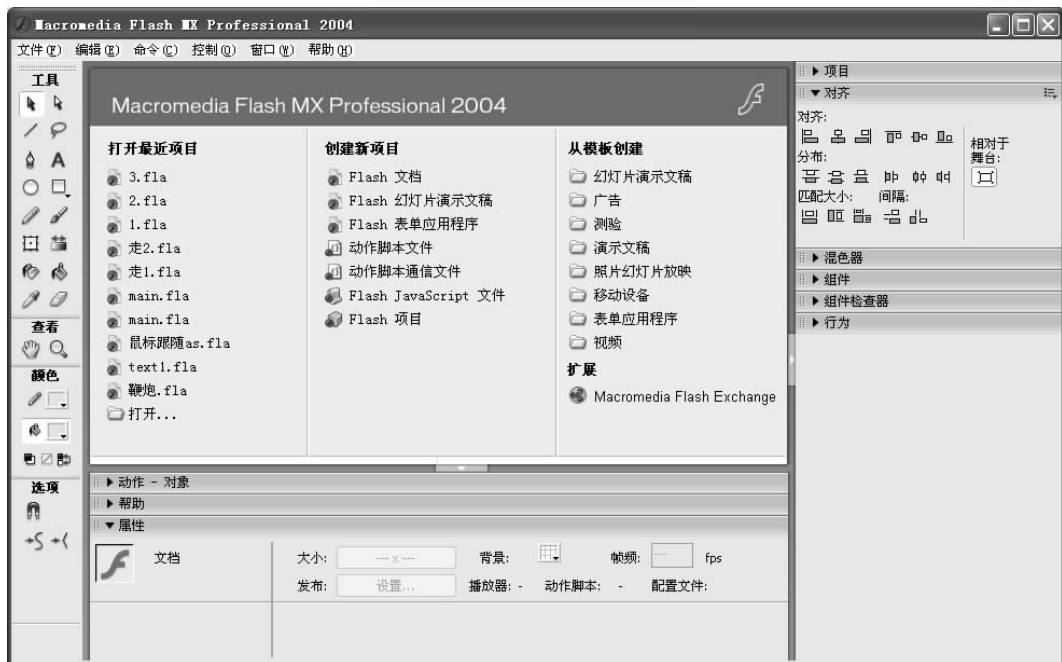 Macromedia Flash MX Professional 2004
文件(F) 编辑(E) 命令(C) 控制(O) 窗口(W) 帮助(H)
工具
A
查看
颜色
选项
Macromedia Flash MX Professional 2004
打开最近项目
3.fla
2.fla
1.fla
走2.fla
走1.fla
main.fla
main.fla
鼠标跟随as.fla
text1.fla
鞭炮.fla
打开...
创建新项目
Flash 文档
Flash 幻灯片演示文稿
Flash 表单应用程序
动作脚本文件
动作脚本通信文件
Flash JavaScript 文件
Flash 项目
从模板创建
幻灯片演示文稿
广告
测验
演示文稿
照片幻灯片放映
移动设备
表单应用程序
视频
扩展
Macromedia Flash Exchange
动作 - 对象
帮助
属性
文档
大小: --- x --- 背景: 帧频: --- fps
发布: 设置... 播放器: - 动作脚本: - 配置文件:
项目
对齐
对齐:
分布:
匹配大小: 间隔:
相对于
舞台:
混色器
组件
组件检查器
行为